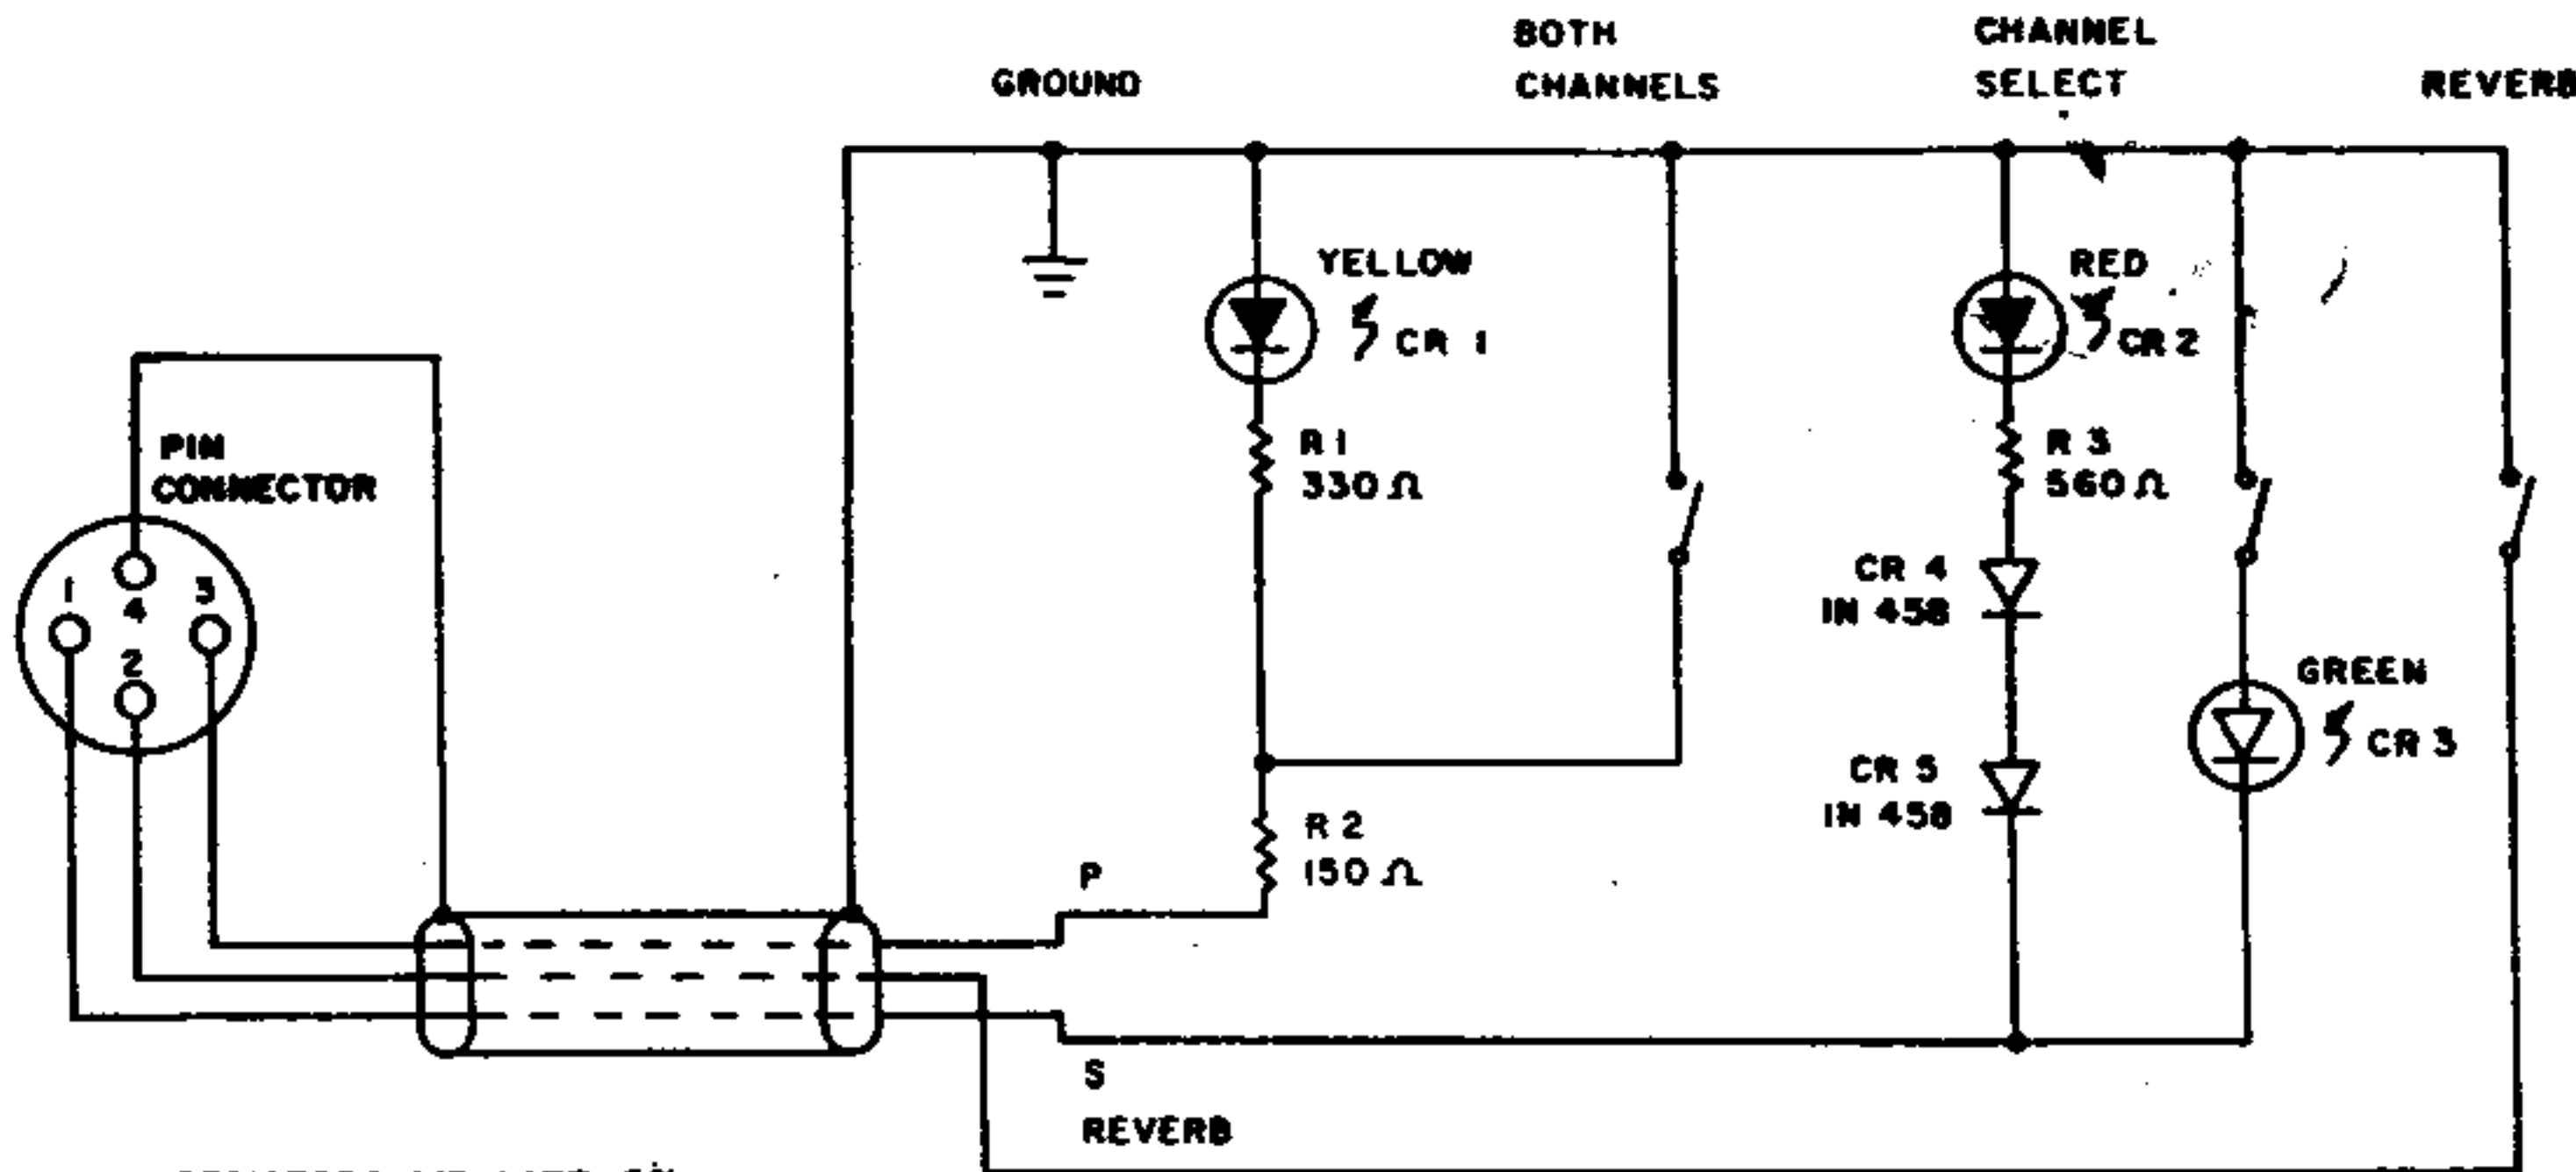 GROUND
BOTH
CHANNELS
CHANNEL
SELECT
REVERB
YELLOW
CR 1
RED
CR 2
PIN
CONNECTOR
R 1
330 Ω
R 3
560 Ω
1
4
3
2
CR 4
IN 458
GREEN
CR 3
CR 5
IN 458
R 2
150 Ω
P
S
REVERB